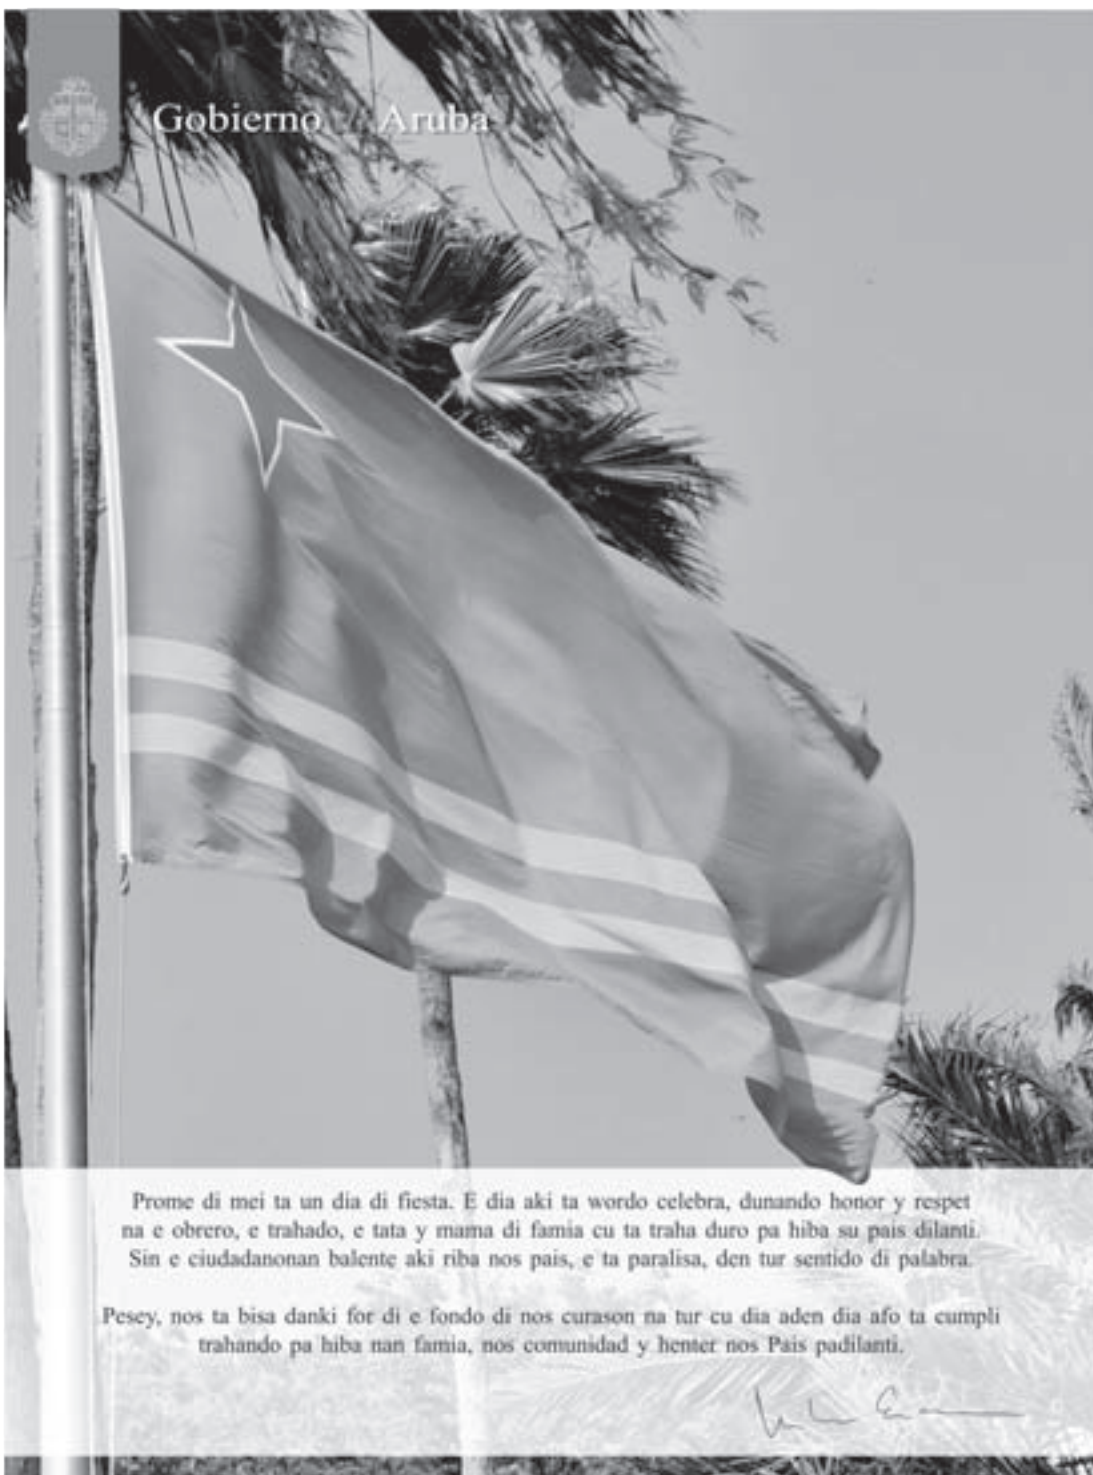 Gobierno Aruba
Prome di mei ta un dia di fiesta. E dia aki ta wordo celebra, dunando honor y respet
na e obrero, e trahado, e tata y mama di famia cu ta traha duro pa hiba su pais dilanti.
Sin e ciudadanonan balente aki riba nos pais, e ta paralisa, den tur sentido di palabra.
Pesey, nos ta bisa danki for di e fondo di nos curason na tur cu dia aden dia afo ta cumpli
trahando pa hiba nan famia, nos comunidad y henter nos Pais padilanti.